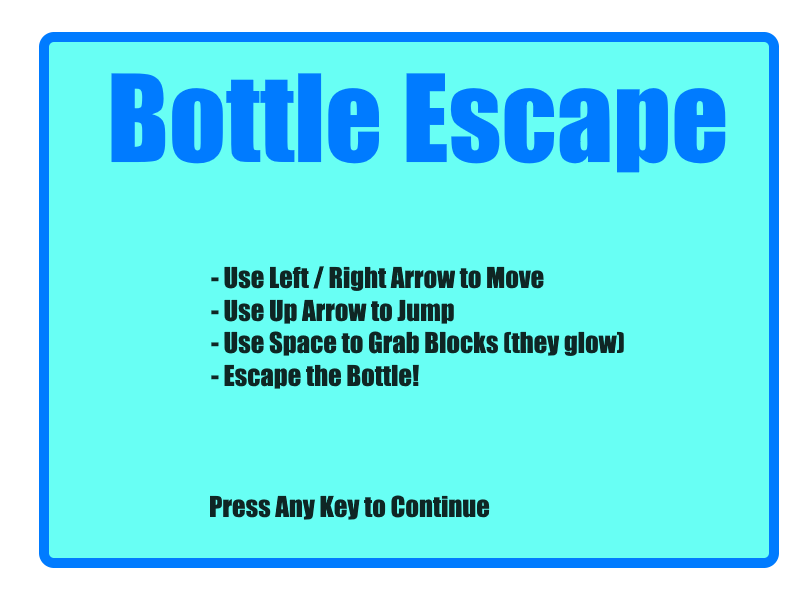 Bottle Escape
- Use Left / Right Arrow to Move
- Use Up Arrow to Jump
- Use Space to Grab Blocks (they glow)
- Escape the Bottle!
Press Any Key to Continue